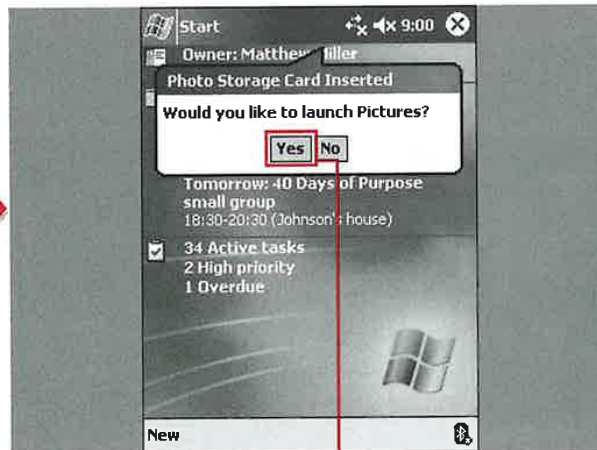 Start 9:00
Owner: Matthew Miller
Photo Storage Card Inserted
Would you like to launch Pictures?
Yes No
Tomorrow: 40 Days of Purpose
small group
18:30-20:30 (Johnson's house)
34 Active tasks
2 High priority
1 Overdue
New